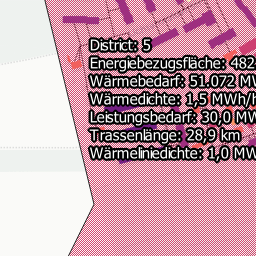 District: 5
Energiebezugsfläche: 482
Wärmebedarf: 51.072 MW
Wärmedichte: 1,5 MWh/h
Leistungsbedarf: 30,0 MW
Trassenlänge: 28,9 km
Wärmeliniedichte: 1,0 MW